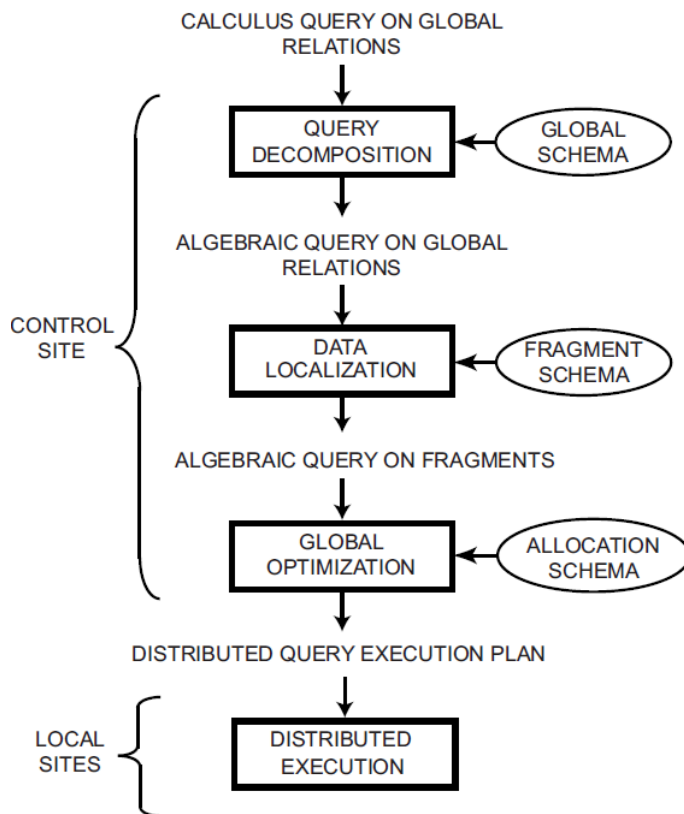 CALCULUS QUERY ON GLOBAL
RELATIONS
QUERY
DECOMPOSITION
GLOBAL
SCHEMA
ALGEBRAIC QUERY ON GLOBAL
RELATIONS
CONTROL
SITE
DATA
LOCALIZATION
FRAGMENT
SCHEMA
ALGEBRAIC QUERY ON FRAGMENTS
GLOBAL
OPTIMIZATION
ALLOCATION
SCHEMA
DISTRIBUTED QUERY EXECUTION PLAN
LOCAL
SITES
DISTRIBUTED
EXECUTION